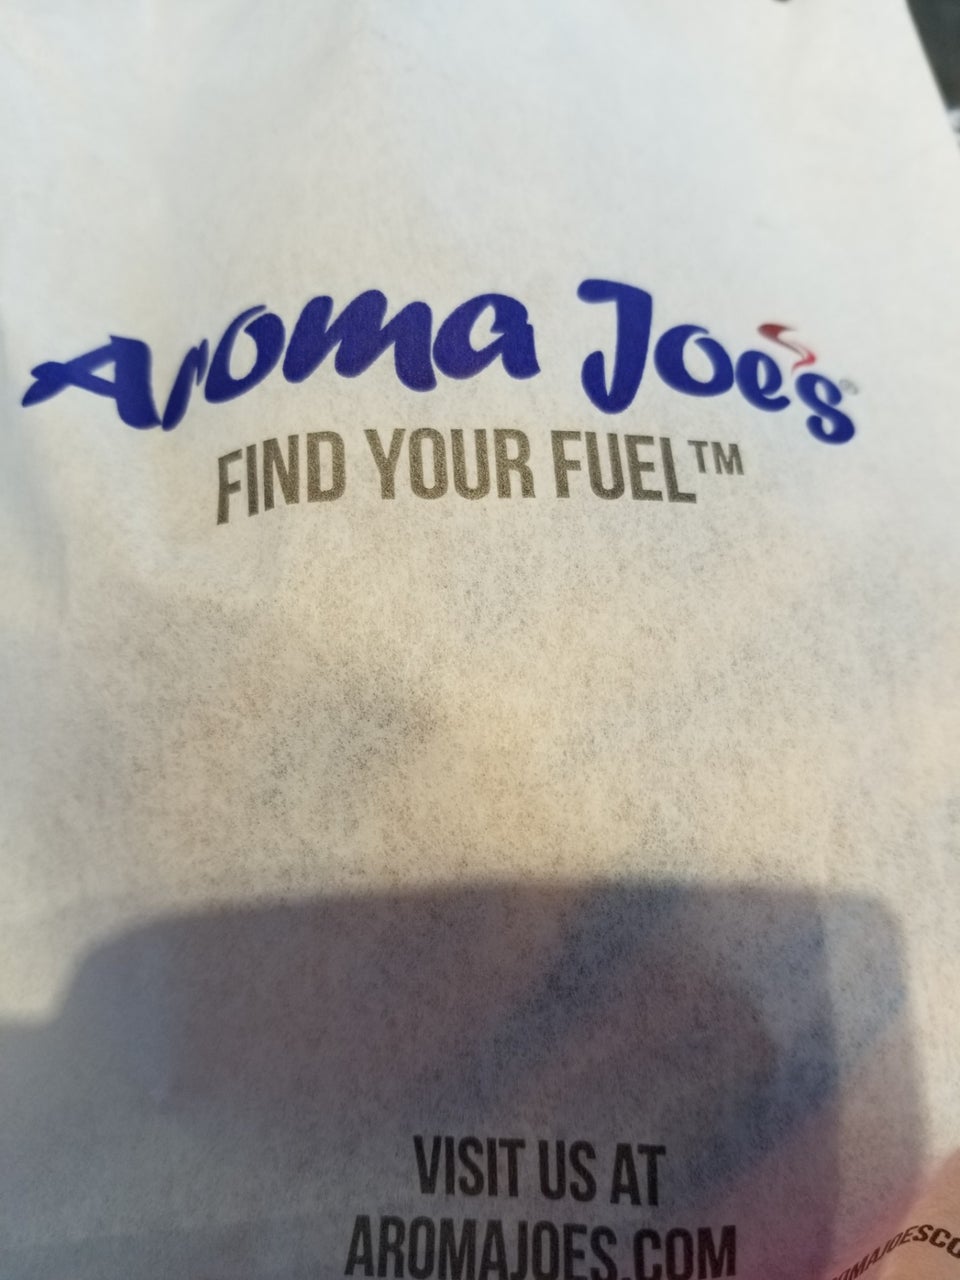 Aroma Joe's®
FIND YOUR FUEL™
VISIT US AT
AROMAJOES.COM